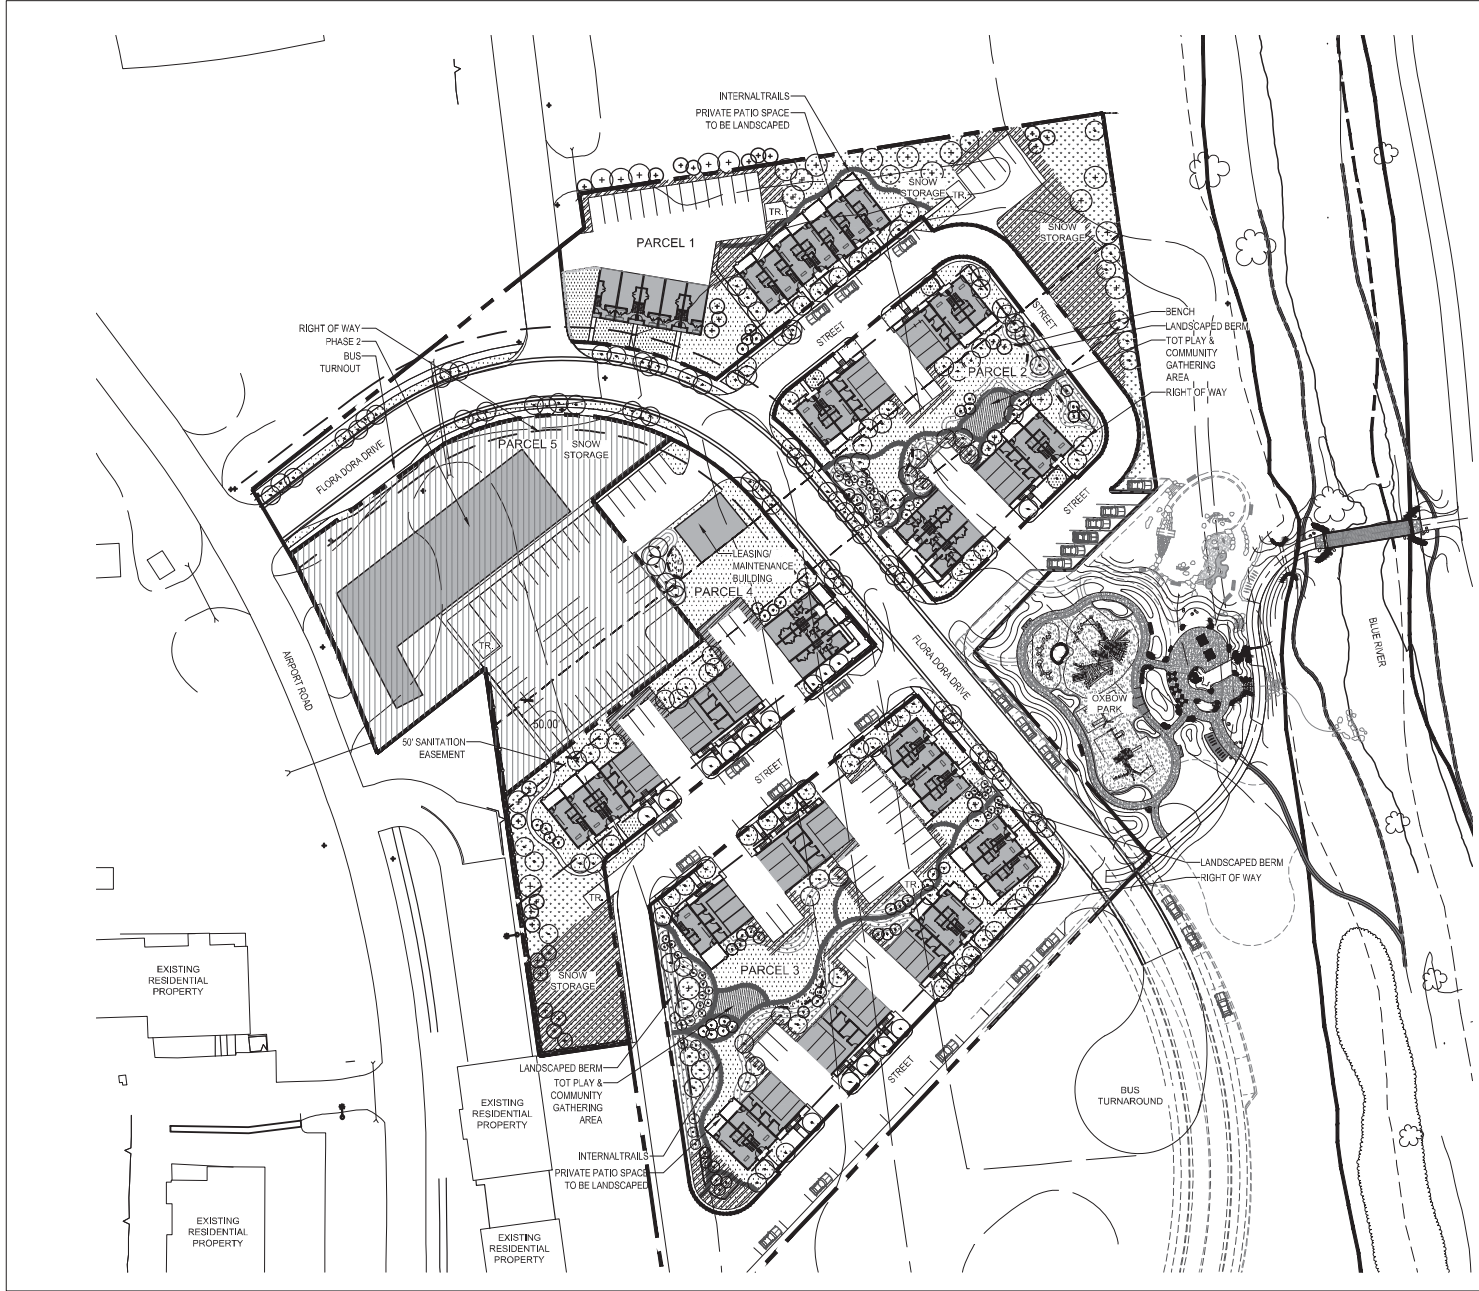 INTERNALTRAILS
PRIVATE PATIO SPACE
TO BE LANDSCAPED
SNOW
STORAGE
TR.
TR.
PARCEL 1
SNOW
STORAGE
BENCH
LANDSCAPED BERM
TOT PLAY &
COMMUNITY
GATHERING
AREA
RIGHT OF WAY
STREET
STREET
PARCEL 2
RIGHT OF WAY
PHASE 2
BUS
TURNOUT
FLORA DORA DRIVE
PARCEL 5
SNOW
STORAGE
STREET
LEASING/
MAINTENANCE
BUILDING
PARCEL 4
TR.
AIRPORT ROAD
FLORA DORA DRIVE
BLUE RIVER
OXBOW
PARK
50.00
50' SANITATION
EASEMENT
STREET
LANDSCAPED BERM
RIGHT OF WAY
TR.
TR.
PARCEL 3
SNOW
STORAGE
EXISTING
RESIDENTIAL
PROPERTY
LANDSCAPED BERM
TOT PLAY &
COMMUNITY
GATHERING
AREA
STREET
BUS
TURNAROUND
EXISTING
RESIDENTIAL
PROPERTY
INTERNALTRAILS
PRIVATE PATIO SPACE
TO BE LANDSCAPED
EXISTING
RESIDENTIAL
PROPERTY
EXISTING
RESIDENTIAL
PROPERTY